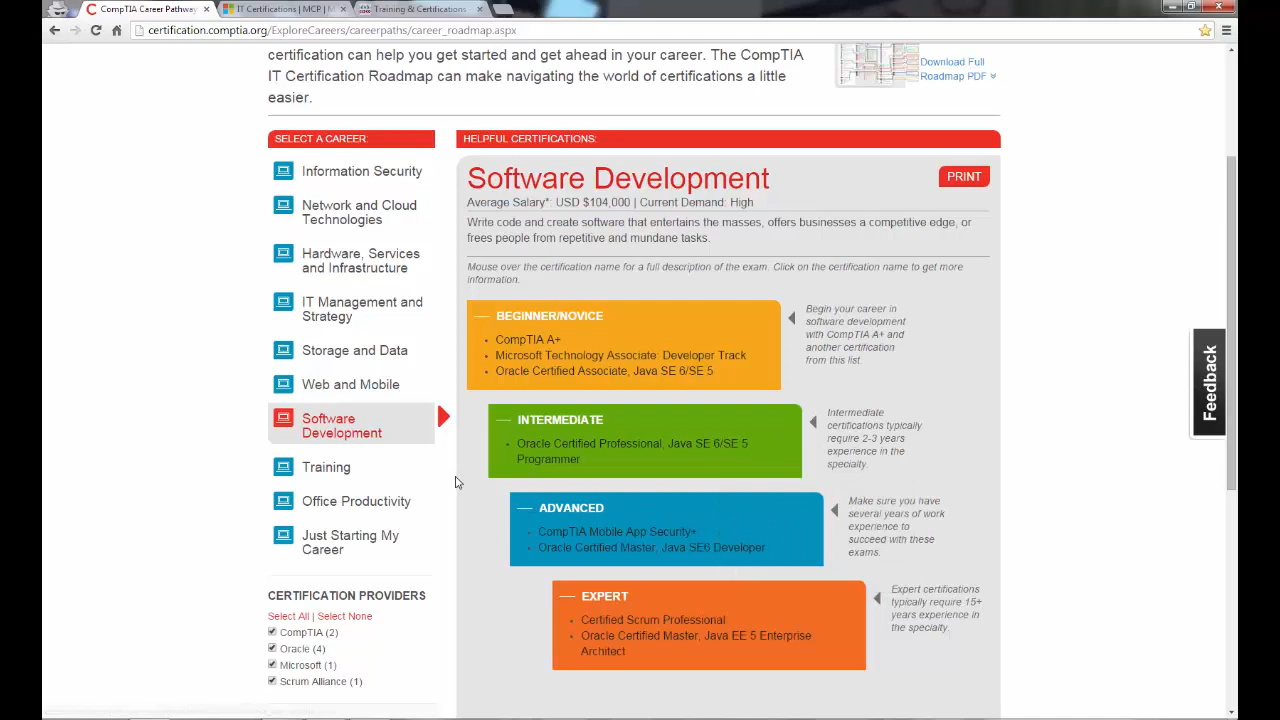 CompTIA Career Pathway
IT Certifications | MCP |
Training & Certifications
certification.comptia.org/ExploreCareers/careerpaths/career_roadmap.aspx
certification can help you get started and get ahead in your career. The CompTIA
IT Certification Roadmap can make navigating the world of certifications a little
easier.
Download Full
Roadmap PDF
SELECT A CAREER:
Information Security
Network and Cloud
Technologies
Hardware, Services
and Infrastructure
IT Management and
Strategy
Storage and Data
Web and Mobile
Software
Development
Training
Office Productivity
Just Starting My
Career
CERTIFICATION PROVIDERS
Select All | Select None
CompTIA (2)
Oracle (4)
Microsoft (1)
Scrum Alliance (1)
HELPFUL CERTIFICATIONS:
Software Development
PRINT
Average Salary*: USD $104,000 | Current Demand: High
Write code and create software that entertains the masses, offers businesses a competitive edge, or
frees people from repetitive and mundane tasks.
Mouse over the certification name for a full description of the exam. Click on the certification name to get more
information.
BEGINNER/NOVICE
CompTIA A+
Microsoft Technology Associate: Developer Track
Oracle Certified Associate, Java SE 6/SE 5
Begin your career in
software development
with CompTIA A+ and
another certification
from this list.
INTERMEDIATE
Oracle Certified Professional, Java SE 6/SE 5
Programmer
Intermediate
certifications typically
require 2-3 years
experience in the
specialty.
ADVANCED
CompTIA Mobile App Security+
Oracle Certified Master, Java SE6 Developer
Make sure you have
several years of work
experience to
succeed with these
exams.
EXPERT
Certified Scrum Professional
Oracle Certified Master, Java EE 5 Enterprise
Architect
Expert certifications
typically require 15+
years experience in
the specialty.
Feedback